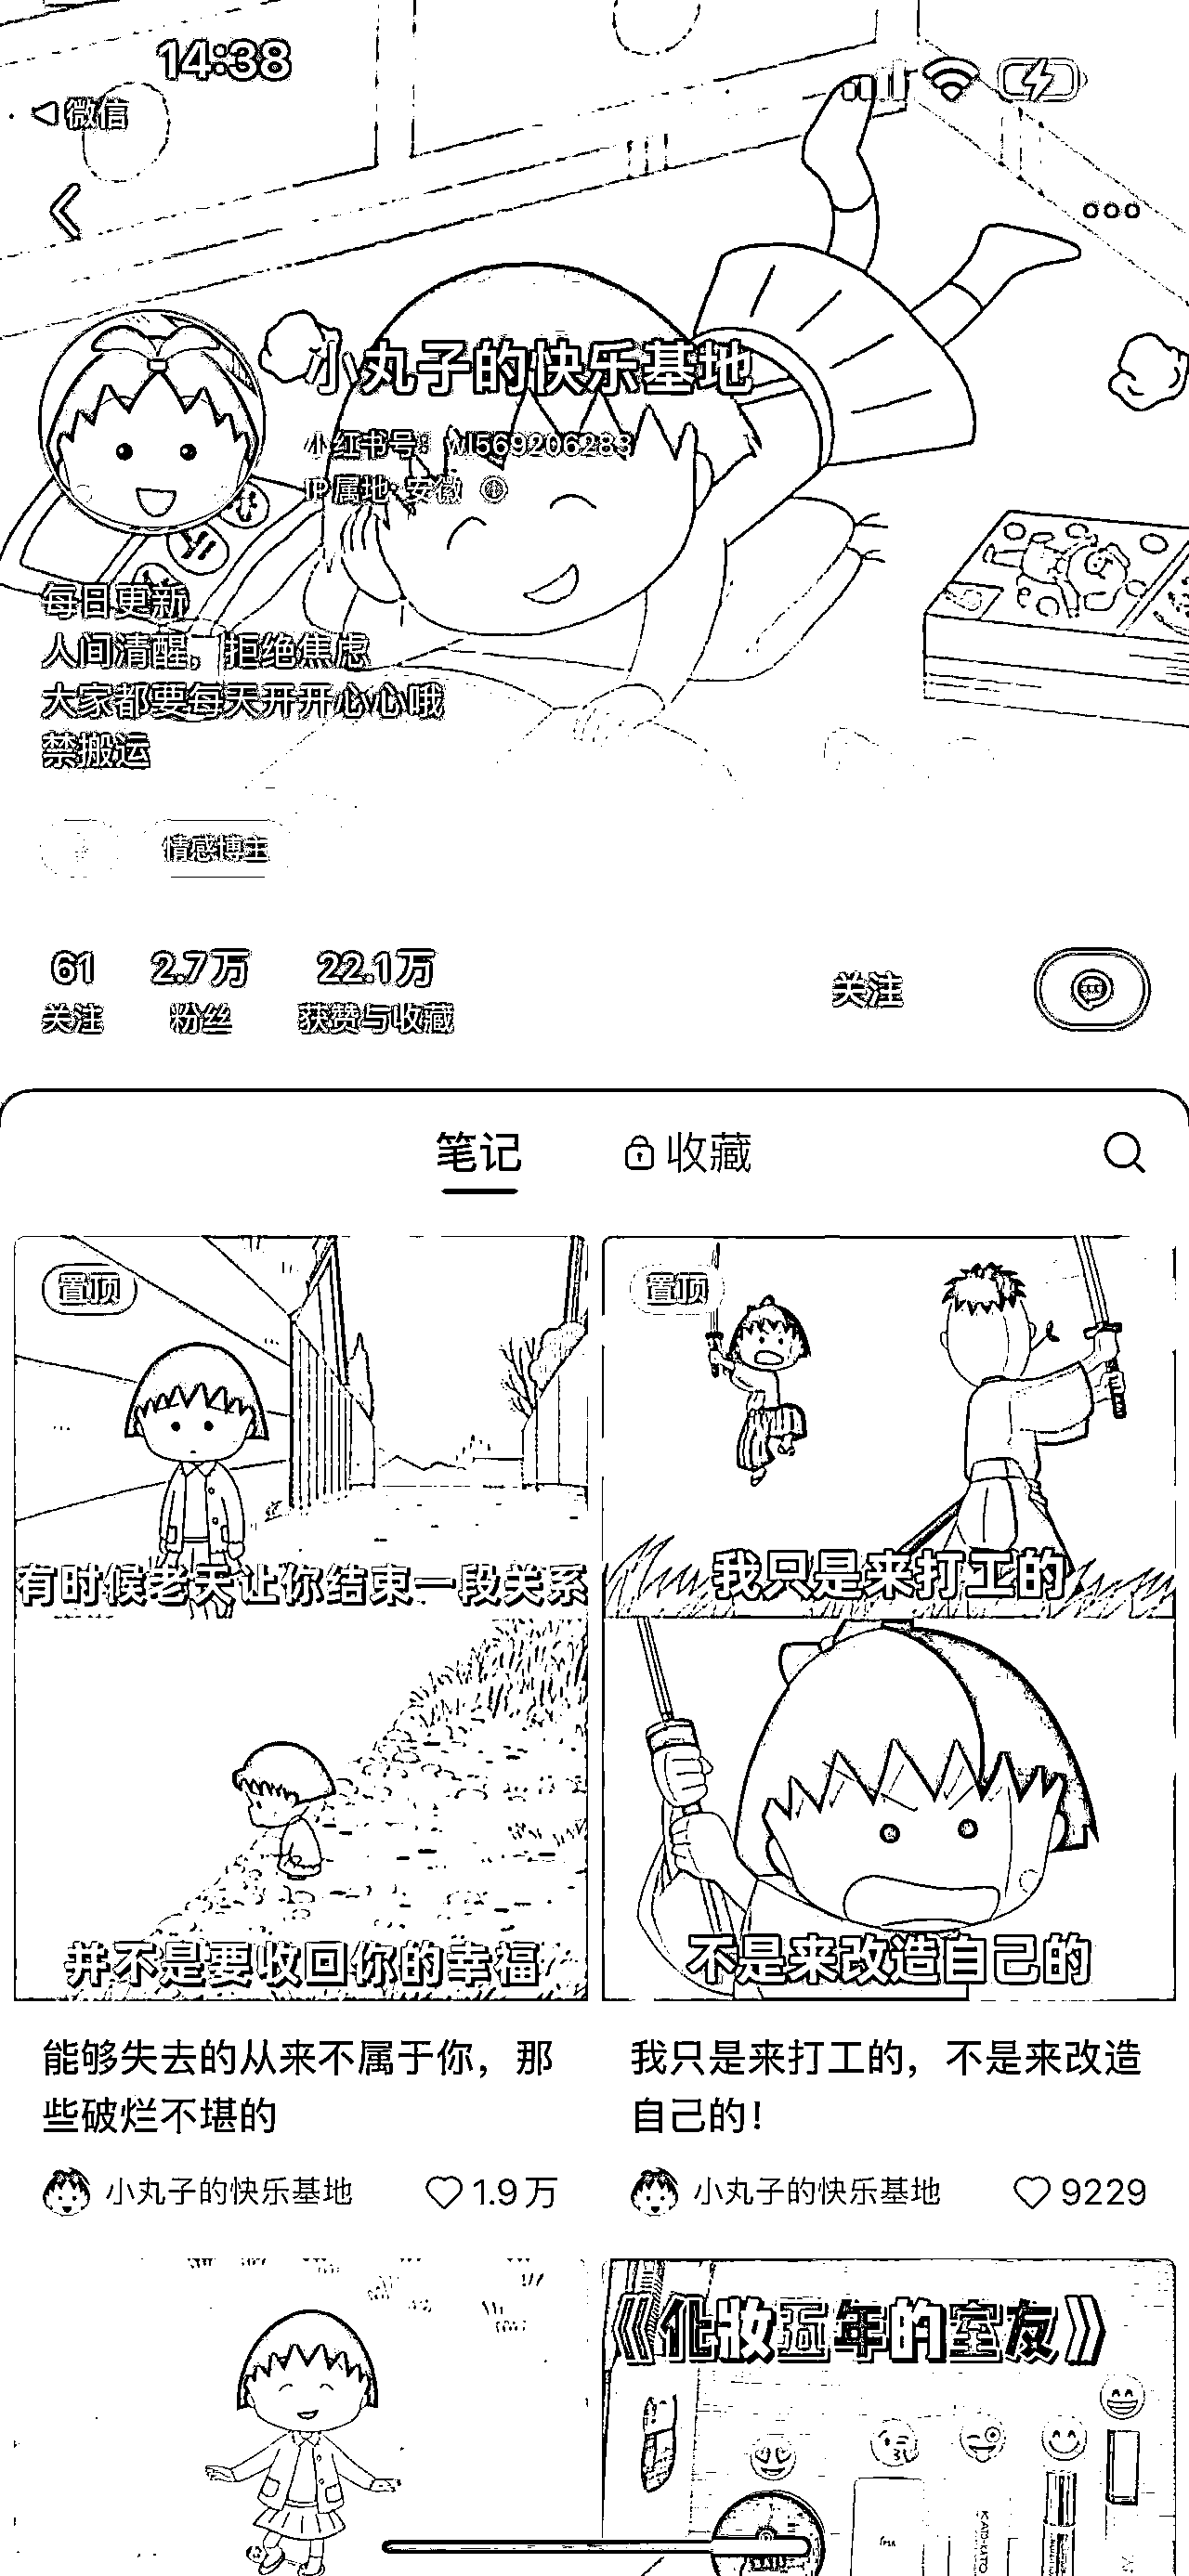 14:38
微信
小丸子的快乐基地
小红书号：wl569206283
IP属地：安徽
每日更新
人间清醒，拒绝焦虑
大家都要每天开开心心哦
禁搬运
情感博主
61 2.7万 22.1万
关注 粉丝 获赞与收藏
关注
笔记 收藏
置顶
有时候老天让你结束一段关系
并不是要收回你的幸福
能够失去的从来不属于你，那
些破烂不堪的
小丸子的快乐基地 1.9万
置顶
我只是来打工的
不是来改造自己的
我只是来打工的，不是来改造
自己的！
小丸子的快乐基地 9229
《化妝五年的室友》